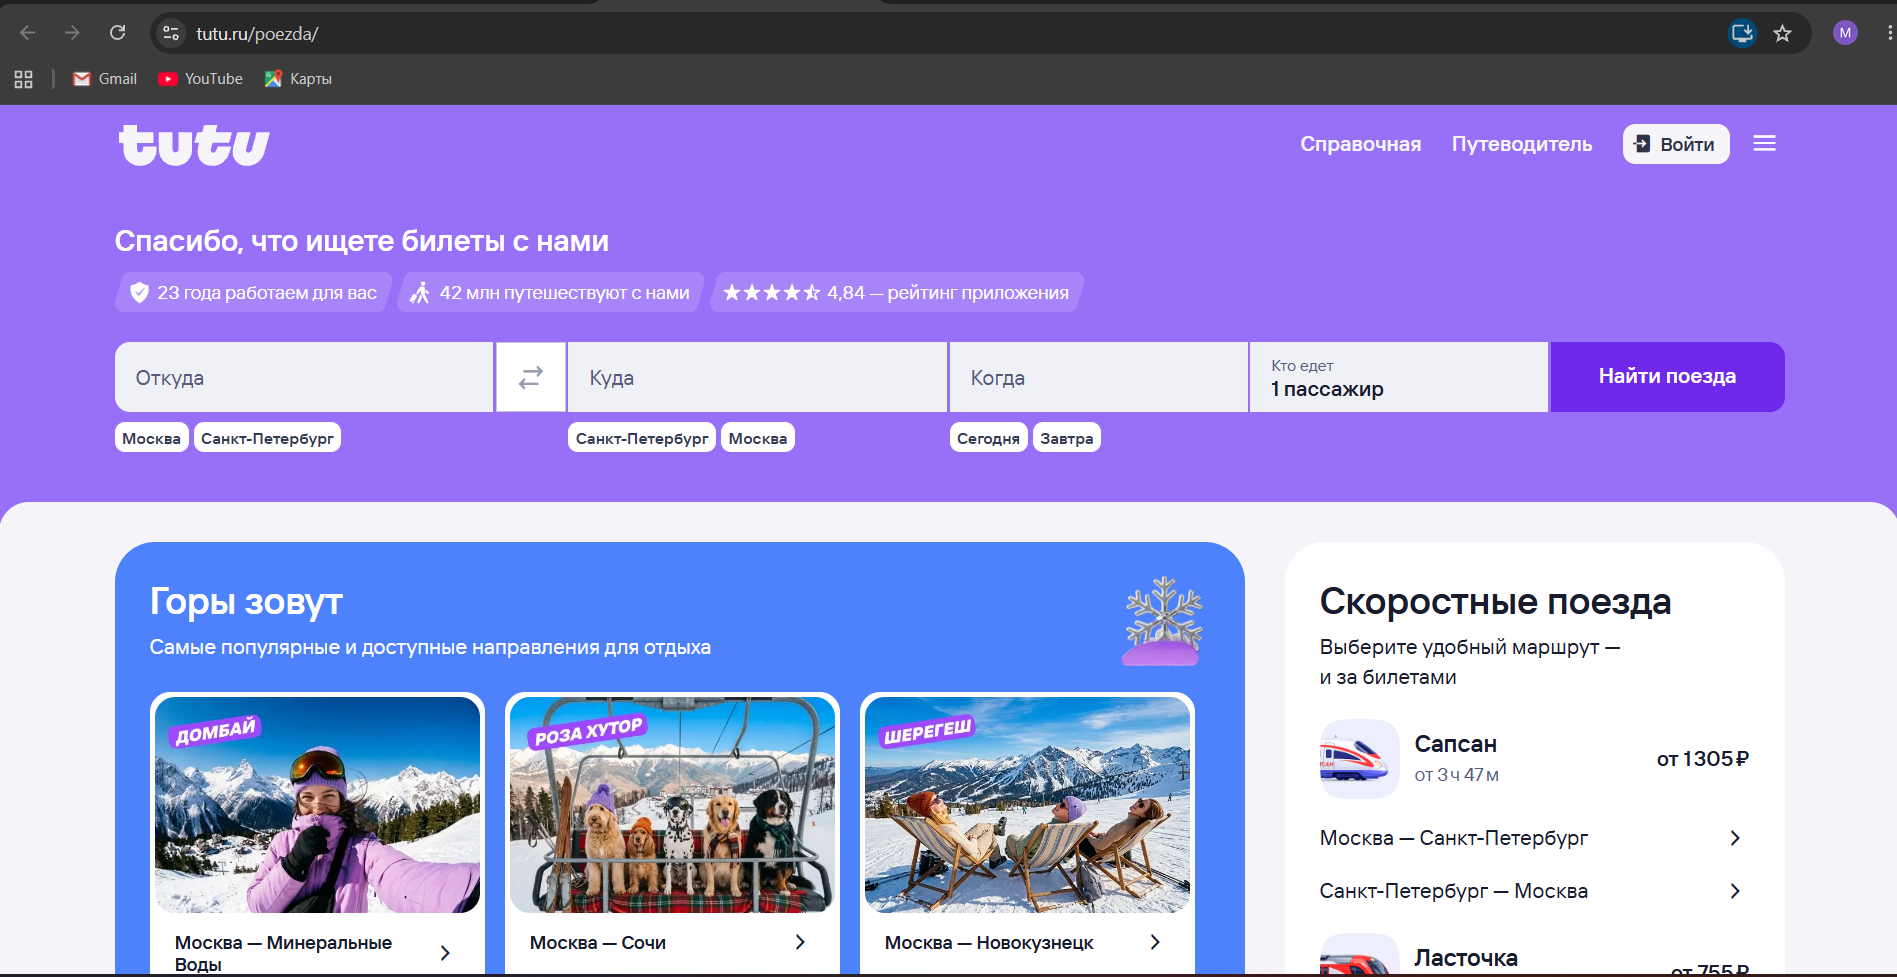 tutu.ru/poezda/
M
Gmail
YouTube
Карты
tutu
Справочная
Путеводитель
Войти
Спасибо, что ищете билеты с нами
23 года работаем для вас
42 млн путешествуют с нами
4,84 — рейтинг приложения
Откуда
Куда
Когда
Кто едет
1 пассажир
Найти поезда
Москва
Санкт-Петербург
Санкт-Петербург
Москва
Сегодня
Завтра
Горы зовут
Самые популярные и доступные направления для отдыха
ДОМБАЙ
РОЗА ХУТОР
ШЕРЕГЕШ
Москва — Минеральные
Воды
Москва — Сочи
Москва — Новокузнецк
Скоростные поезда
Выберите удобный маршрут —
и за билетами
Сапсан
от 3 ч 47 м
от 1 305 ₽
Москва — Санкт-Петербург
Санкт-Петербург — Москва
Ласточка
от 755 ₽